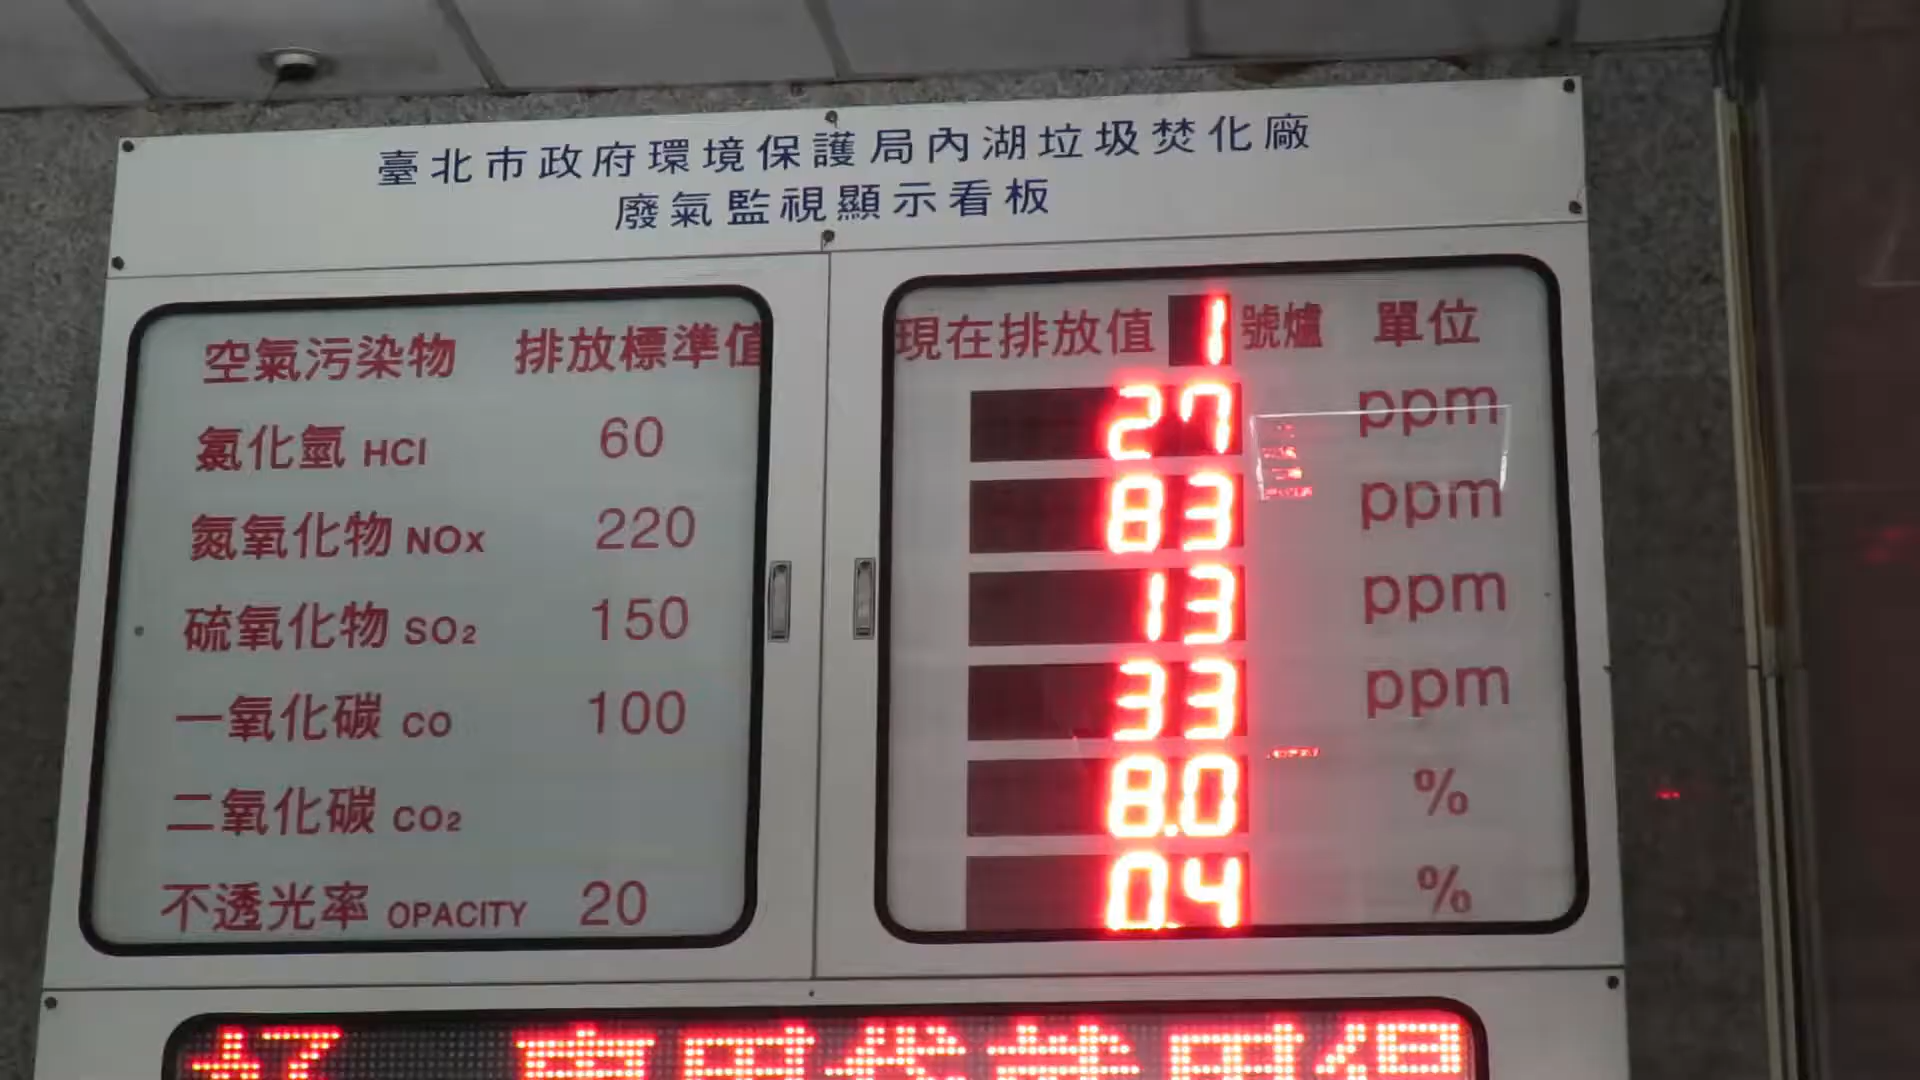 臺北市政府環境保護局內湖垃圾焚化廠
廢氣監視顯示看板
空氣污染物 排放標準值 現在排放值 1 號爐 單位
氯化氫 HCl 60 27 ppm
氮氧化物 NOx 220 83 ppm
硫氧化物 SO₂ 150 13 ppm
一氧化碳 CO 100 33 ppm
二氧化碳 CO₂ 8.0 %
不透光率 OPACITY 20 0.4 %